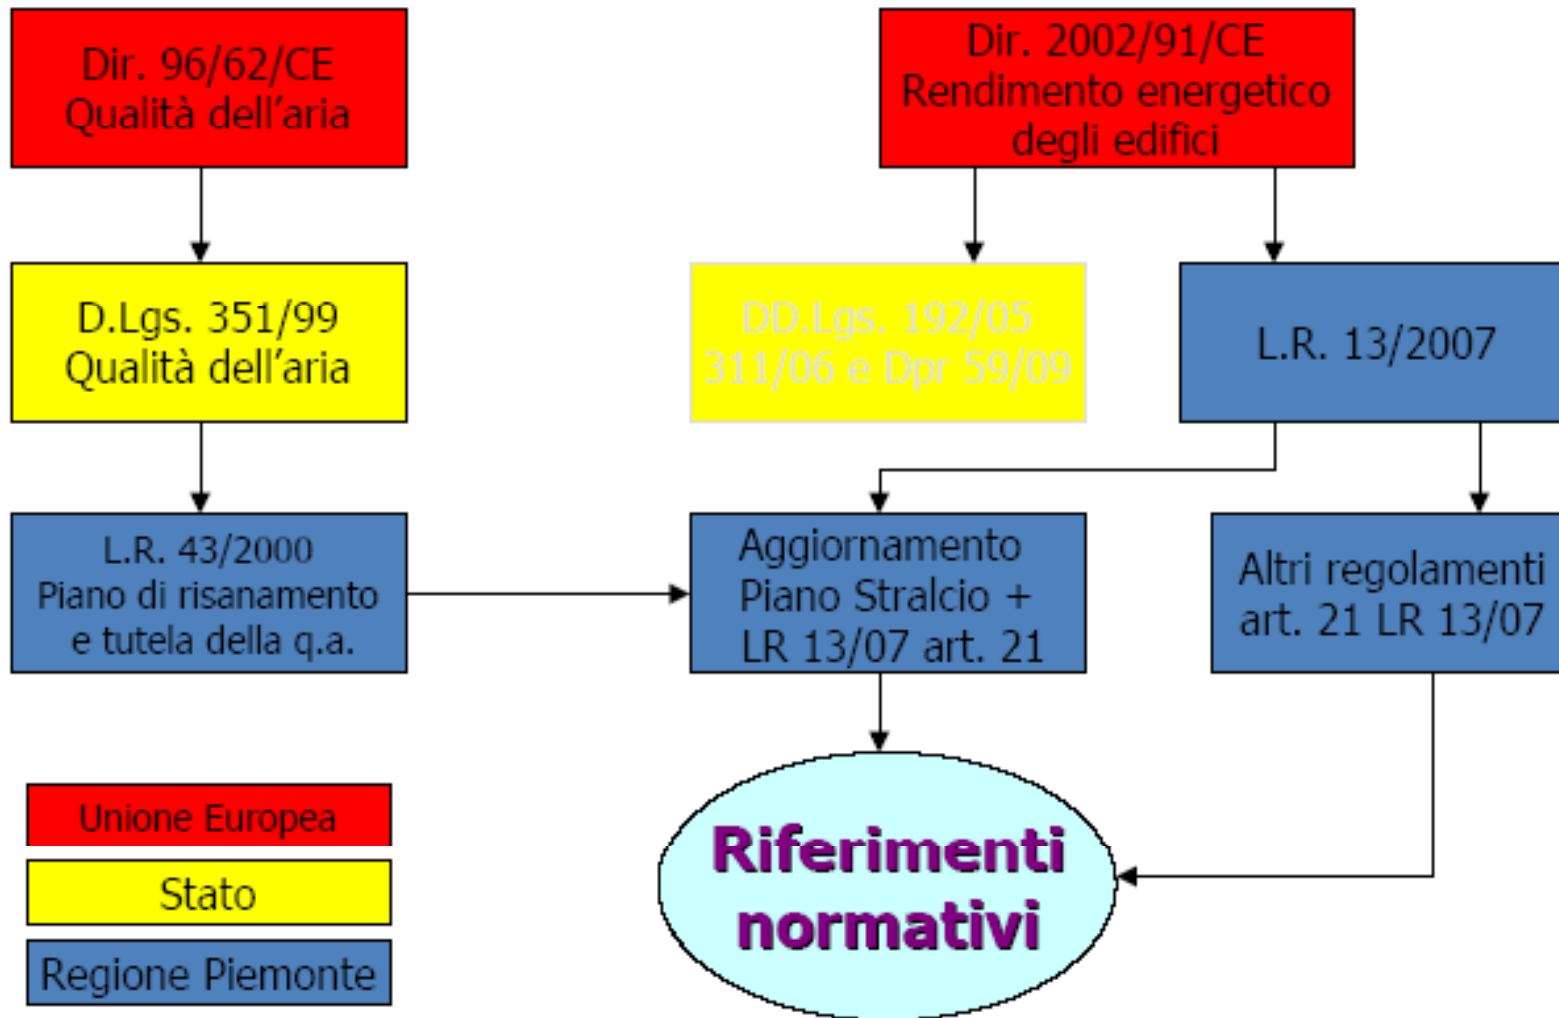 Dir. 96/62/CE
Qualità dell'aria
Dir. 2002/91/CE
Rendimento energetico
degli edifici
D.Lgs. 351/99
Qualità dell'aria
DD.Lgs. 192/05
311/06 e Dpr 59/09
L.R. 13/2007
L.R. 43/2000
Piano di risanamento
e tutela della q.a.
Aggiornamento
Piano Stralcio +
LR 13/07 art. 21
Altri regolamenti
art. 21 LR 13/07
Unione Europea
Stato
Regione Piemonte
Riferimenti
normativi